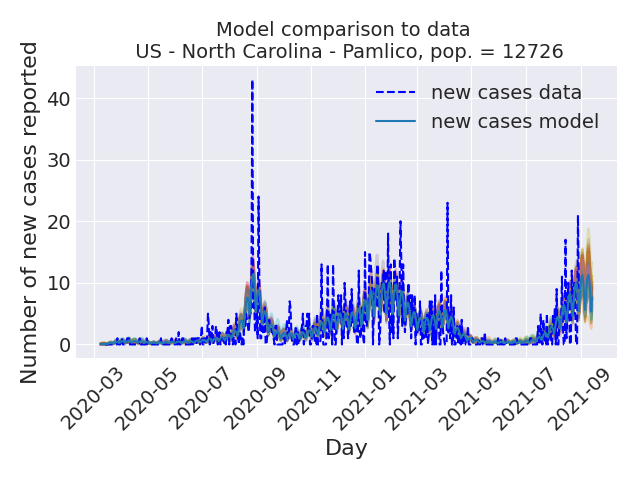 Model comparison to data
US - North Carolina - Pamlico, pop. = 12726
new cases data
new cases model
Number of new cases reported
40
30
20
10
0
2020-03
2020-05
2020-07
2020-09
2020-11
2021-01
2021-03
2021-05
2021-07
2021-09
Day